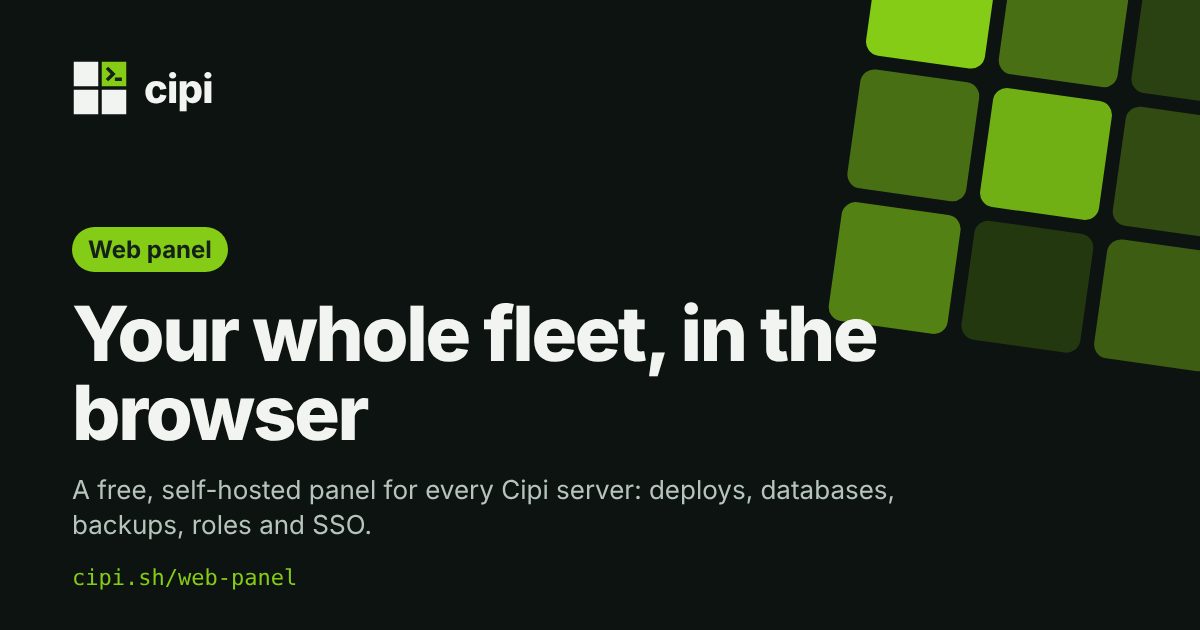 cipi
Web panel
Your whole fleet, in the
browser
A free, self-hosted panel for every Cipi server: deploys, databases,
backups, roles and SSO.
cipi.sh/web-panel